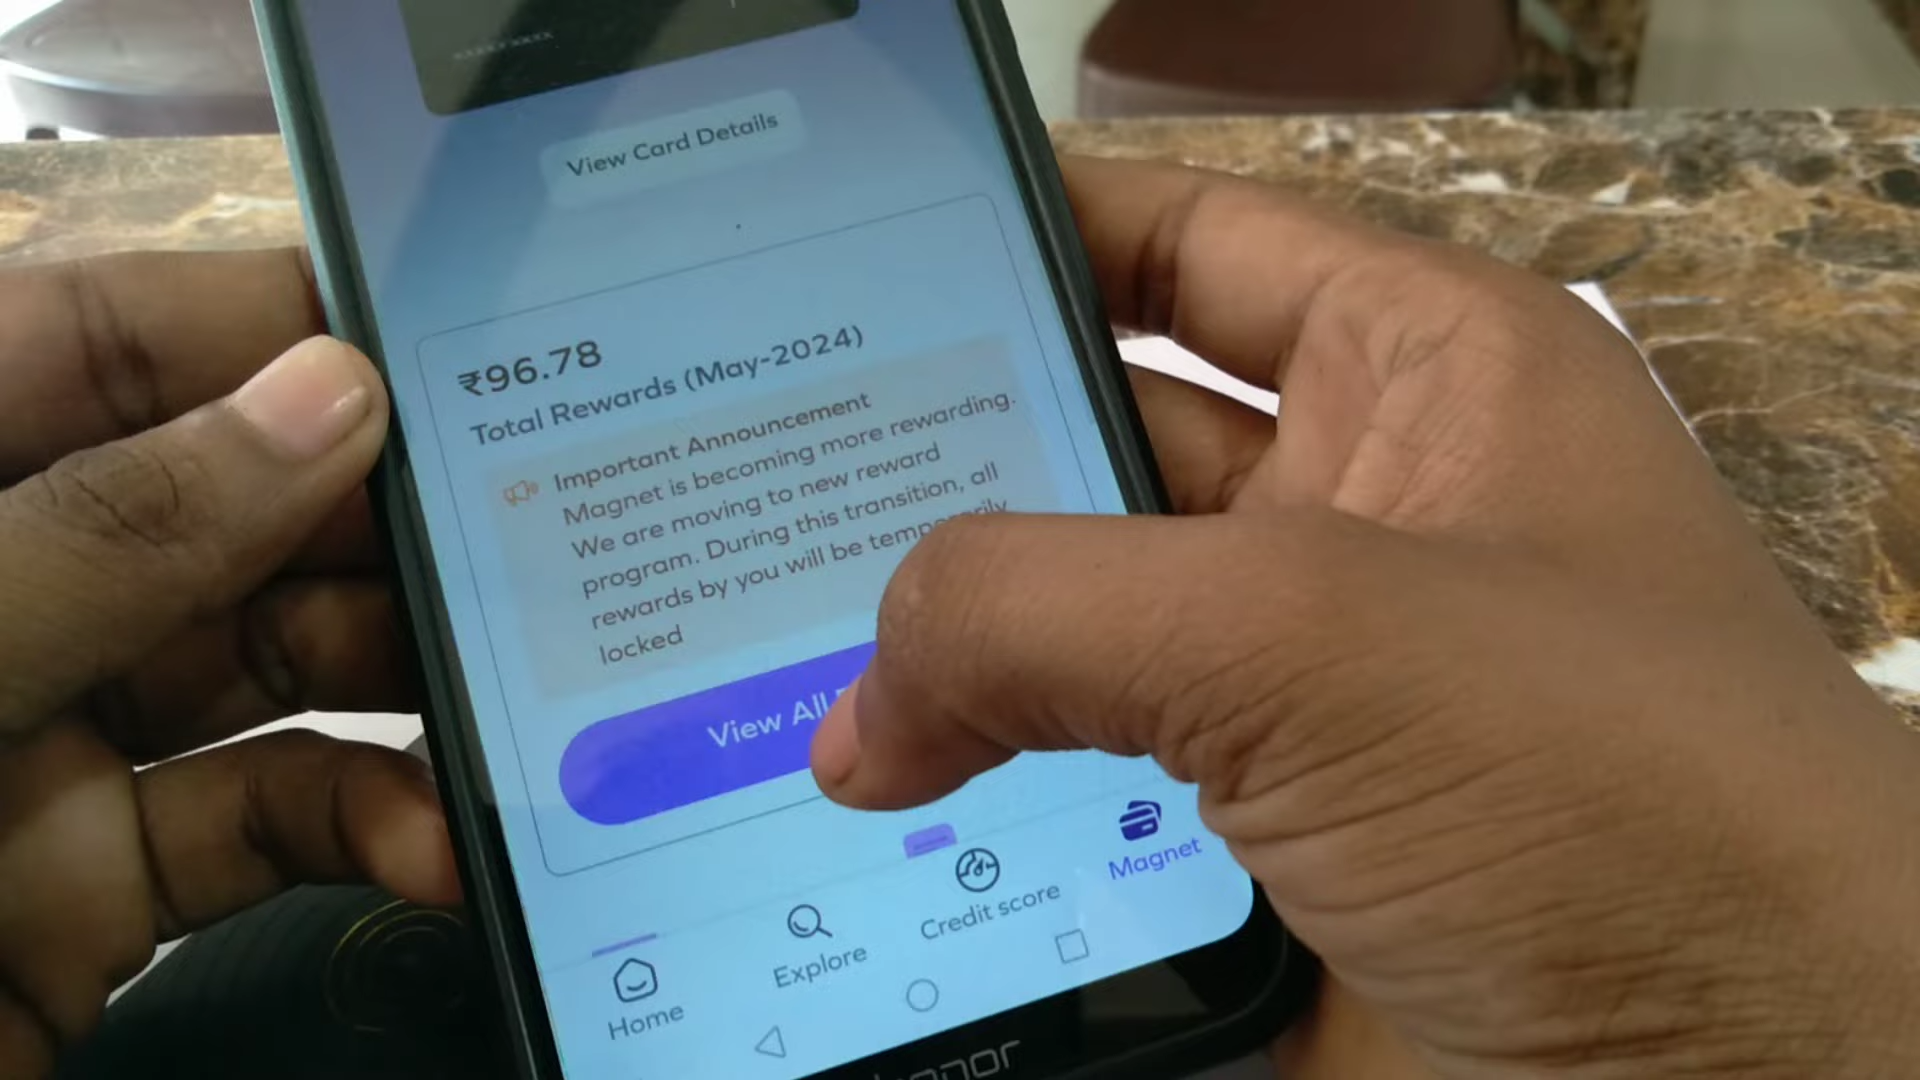 View Card Details
₹96.78
Total Rewards (May-2024)
Important Announcement
Magnet is becoming more rewarding.
We are moving to new reward
program. During this transition, all
rewards by you will be temporarily
locked
View All
Home
Explore
Credit score
Magnet
honor